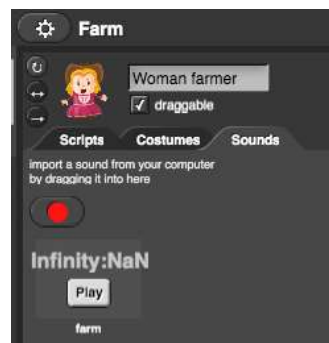 Farm
Woman farmer
draggable
Scripts Costumes Sounds
import a sound from your computer
by dragging it into here
Infinity:NaN
Play
farm